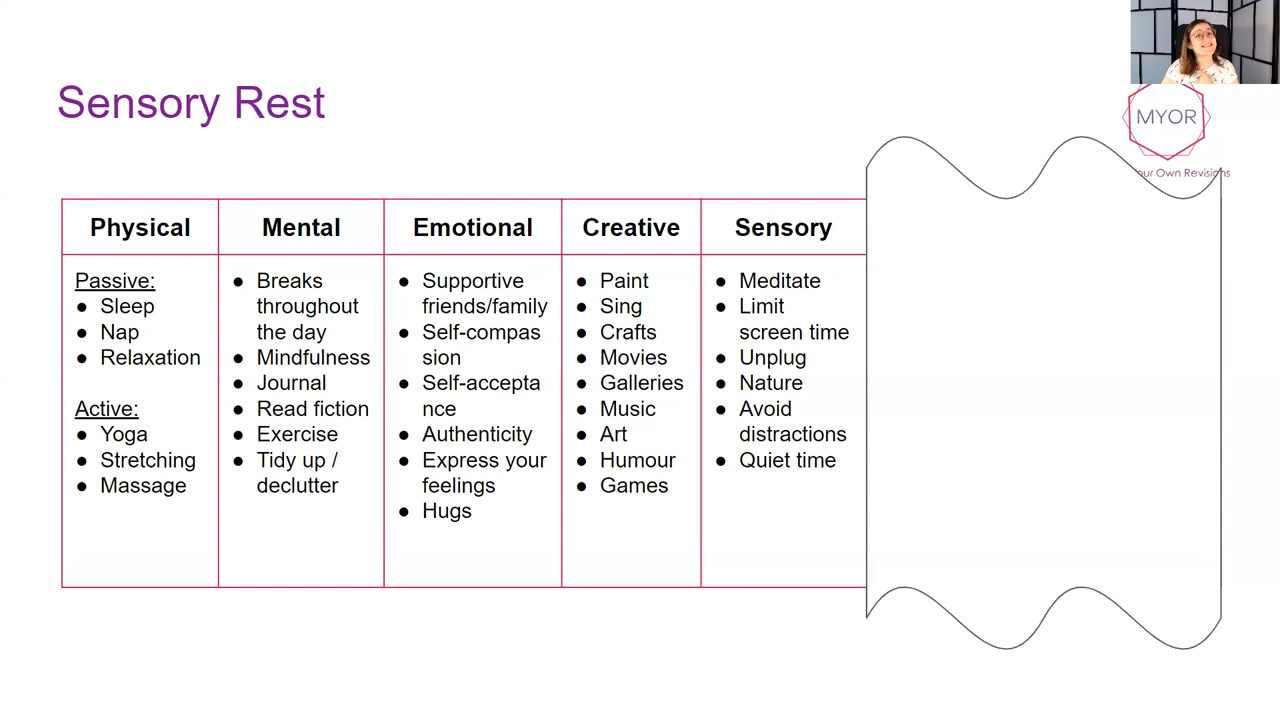 Sensory Rest
MYOR
our Own Revisions
Physical
Mental
Emotional
Creative
Sensory
Passive:
● Sleep
● Nap
● Relaxation
Active:
● Yoga
● Stretching
● Massage
● Breaks
throughout
the day
● Mindfulness
● Journal
● Read fiction
● Exercise
● Tidy up /
declutter
● Supportive
friends/family
● Self-compas
sion
● Self-accepta
nce
● Authenticity
● Express your
feelings
● Hugs
● Paint
● Sing
● Crafts
● Movies
● Galleries
● Music
● Art
● Humour
● Games
● Meditate
● Limit
screen time
● Unplug
● Nature
● Avoid
distractions
● Quiet time